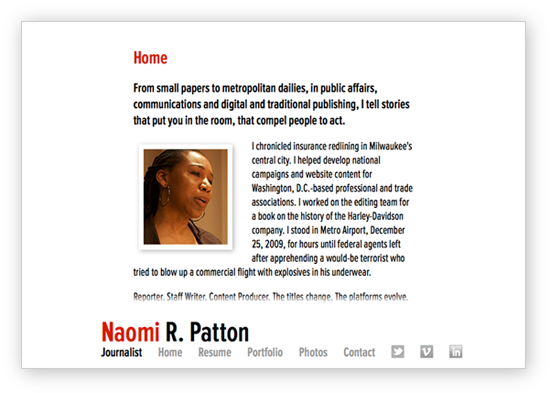 Home
From small papers to metropolitan dailies, in public affairs,
communications and digital and traditional publishing, I tell stories
that put you in the room, that compel people to act.
I chronicled insurance redlining in Milwaukee's
central city. I helped develop national
campaigns and website content for
Washington, D.C.-based professional and trade
associations. I worked on the editing team for
a book on the history of the Harley-Davidson
company. I stood in Metro Airport, December
25, 2009, for hours until federal agents left
after apprehending a would-be terrorist who
tried to blow up a commercial flight with explosives in his underwear.
Reporter. Staff Writer. Content Producer. The titles change. The platforms evolve.
Naomi R. Patton
Journalist Home Resume Portfolio Photos Contact